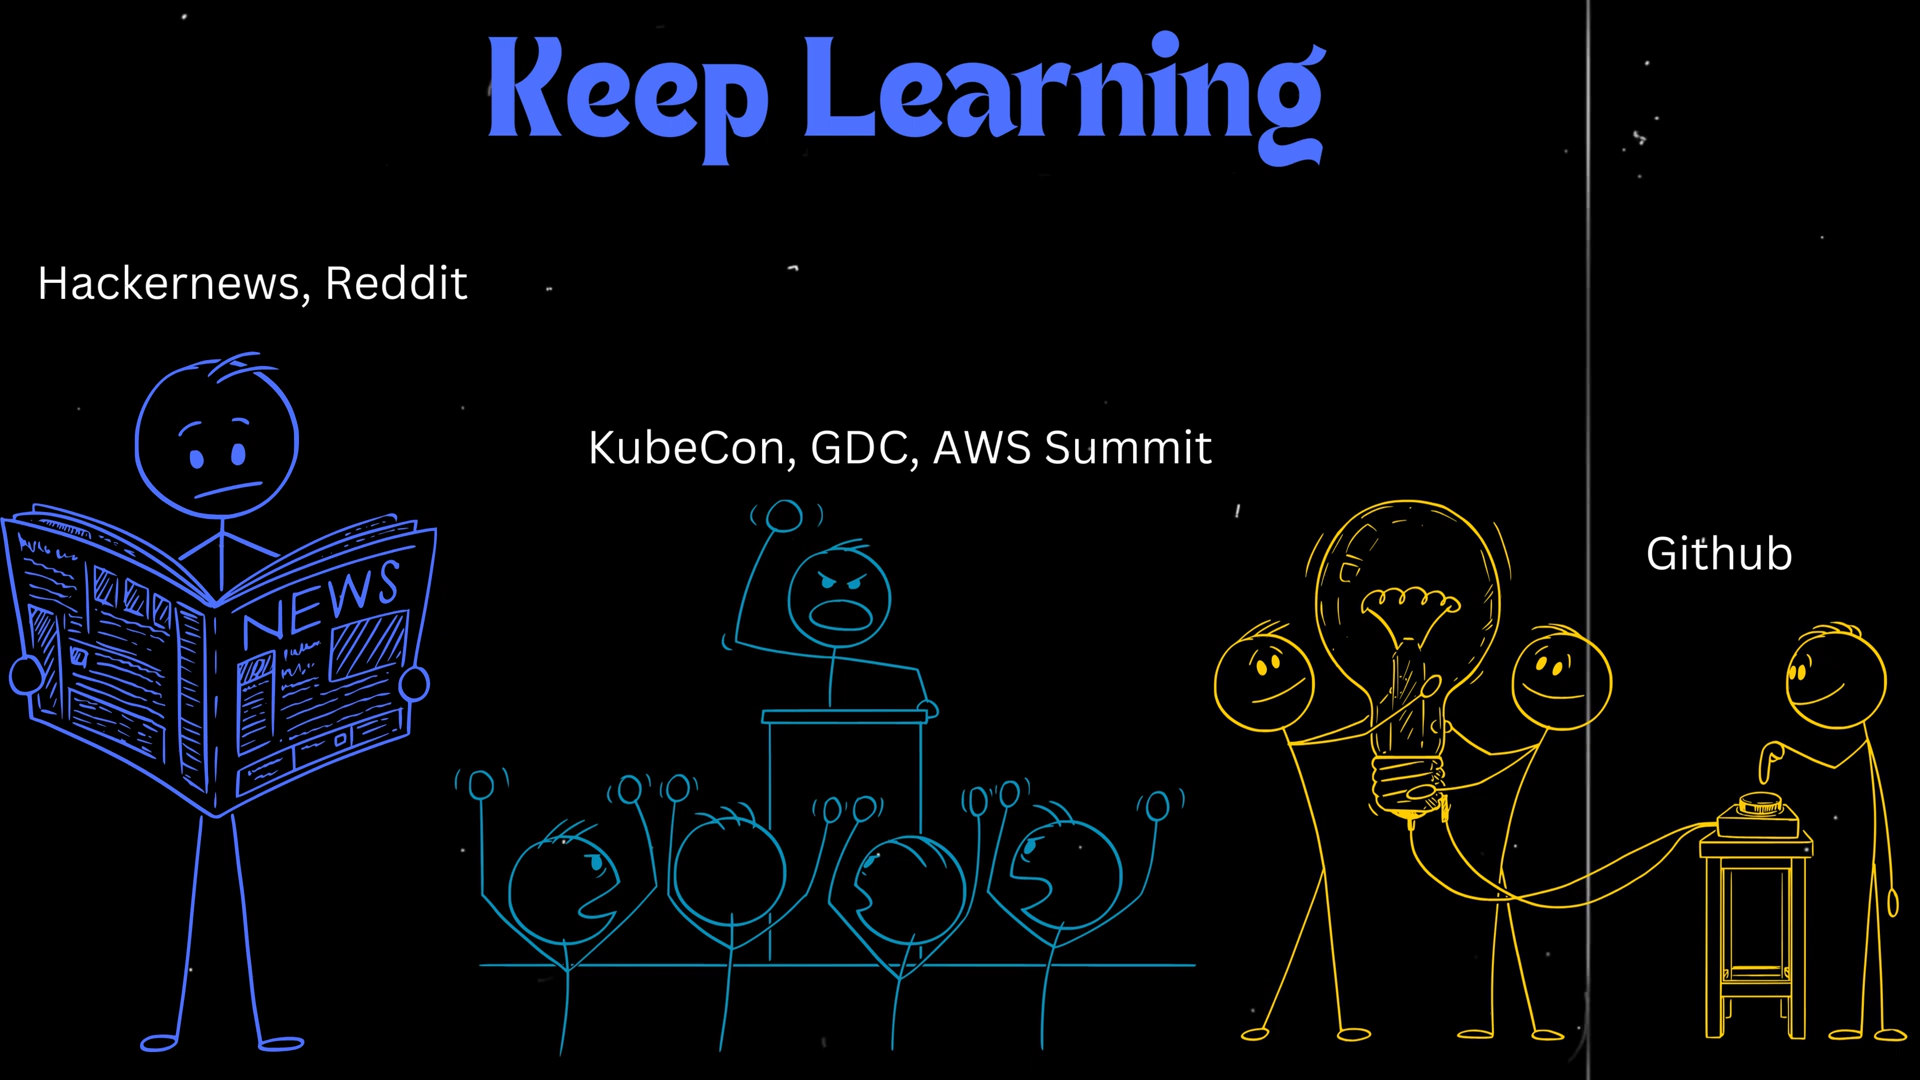 Keep Learning
Hackernews, Reddit
KubeCon, GDC, AWS Summit
Github
NEWS